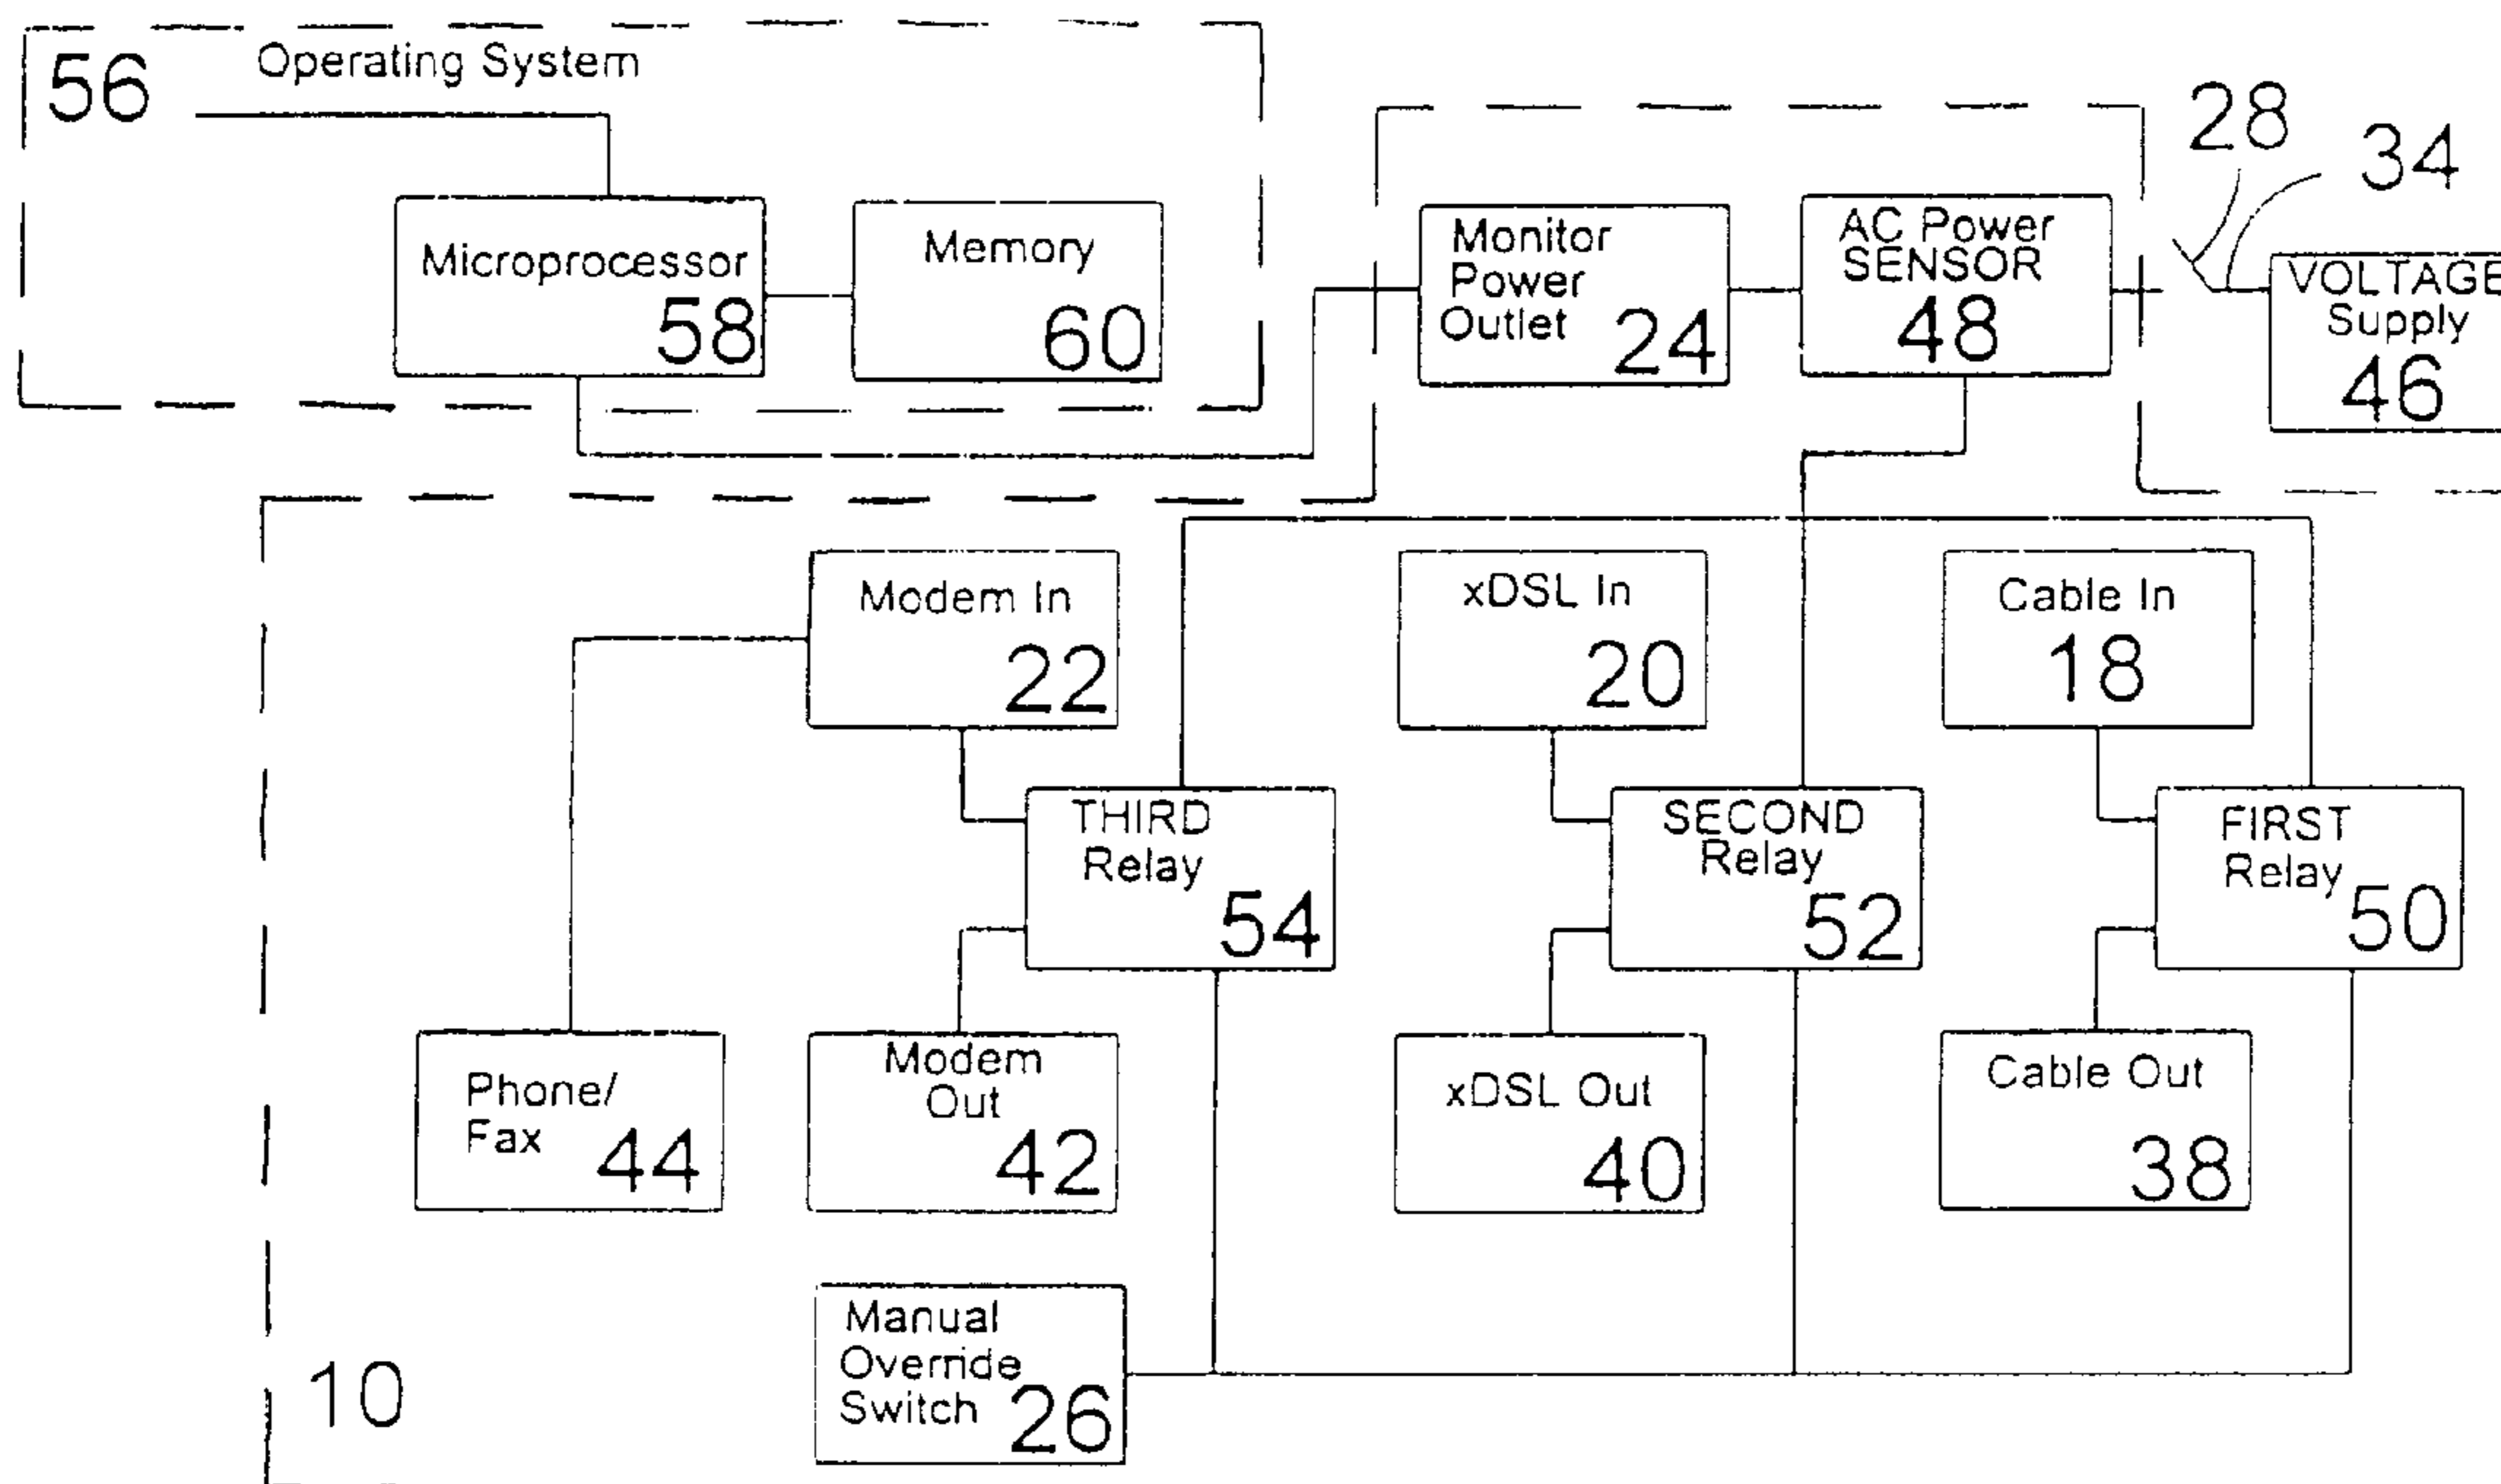 56
Operating System
28
34
Microprocessor
58
Memory
60
Monitor
Power
Outlet
24
AC Power
SENSOR
48
VOLTAGE
Supply
46
Modem In
22
xDSL In
20
Cable In
18
THIRD
Relay
54
SECOND
Relay
52
FIRST
Relay
50
Phone/
Fax
44
Modem
Out
42
xDSL Out
40
Cable Out
38
Manual
Override
Switch
26
10